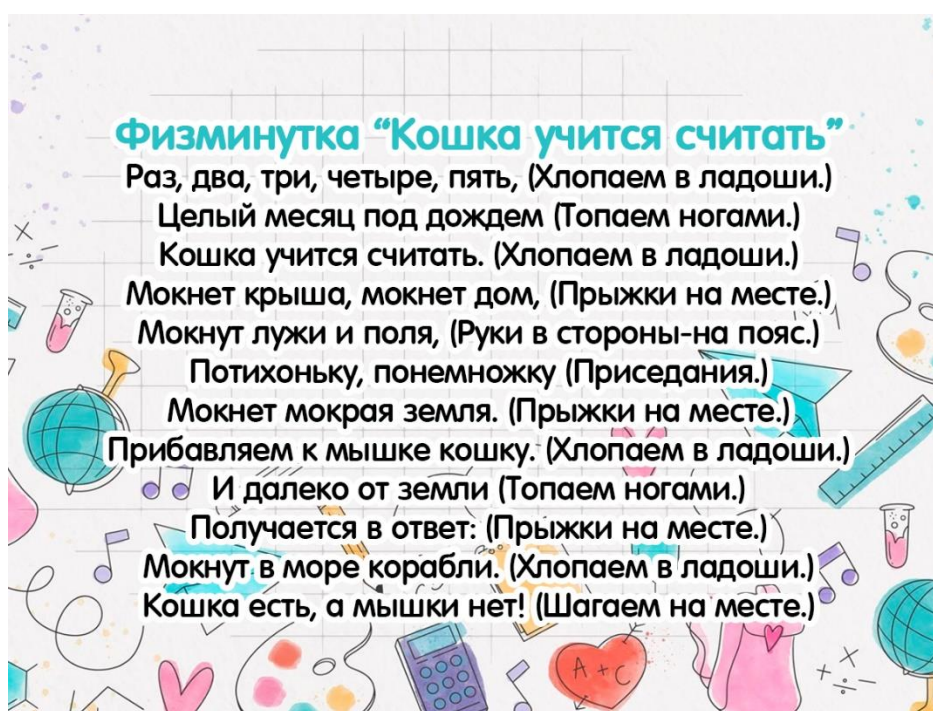 Физминутка “Кошка учится считать”
Раз, два, три, четыре, пять, (Хлопаем в ладоши.)
Целый месяц под дождем (Топаем ногами.)
Кошка учится считать. (Хлопаем в ладоши.)
Мокнет крыша, мокнет дом, (Прыжки на месте.)
Мокнут лужи и поля, (Руки в стороны-на пояс.)
Потихоньку, понемножку (Приседания.)
Мокнет мокрая земля. (Прыжки на месте.)
Прибавляем к мышке кошку. (Хлопаем в ладоши.)
И далеко от земли (Топаем ногами.)
Получается в ответ: (Прыжки на месте.)
Мокнут в море корабли. (Хлопаем в ладоши.)
Кошка есть, а мышки нет! (Шагаем на месте.)
A + C